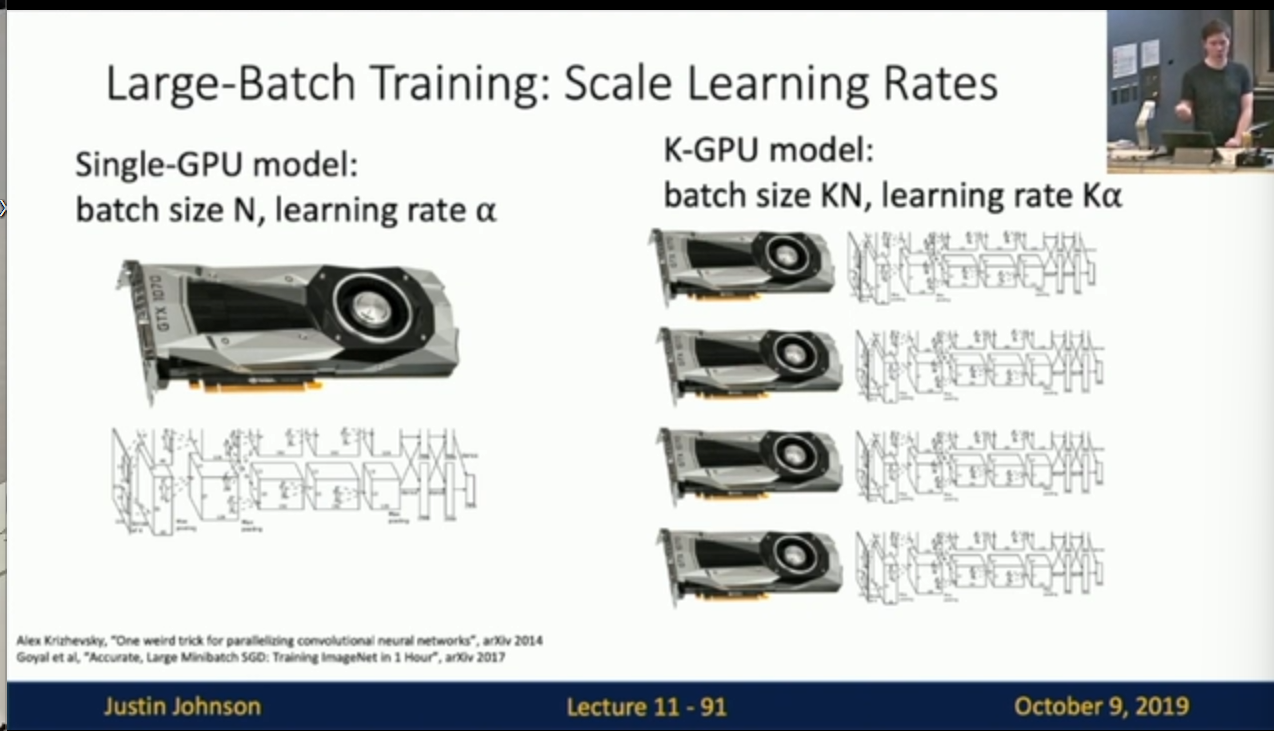 Large-Batch Training: Scale Learning Rates
Single-GPU model:
batch size N, learning rate α
K-GPU model:
batch size KN, learning rate Kα
GTX 1070
Alex Krizhevsky, "One weird trick for parallelizing convolutional neural networks", arXiv 2014
Goyal et al, "Accurate, Large Minibatch SGD: Training ImageNet in 1 Hour", arXiv 2017
Justin Johnson
Lecture 11 - 91
October 9, 2019